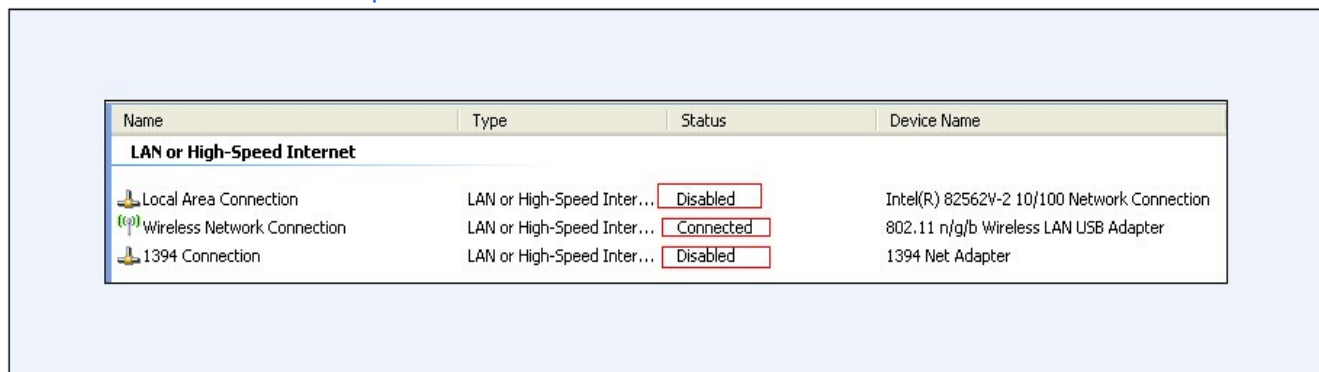 Name Type Status Device Name
LAN or High-Speed Internet
Local Area Connection LAN or High-Speed Inter... Disabled Intel(R) 82562V-2 10/100 Network Connection
Wireless Network Connection LAN or High-Speed Inter... Connected 802.11 n/g/b Wireless LAN USB Adapter
1394 Connection LAN or High-Speed Inter... Disabled 1394 Net Adapter